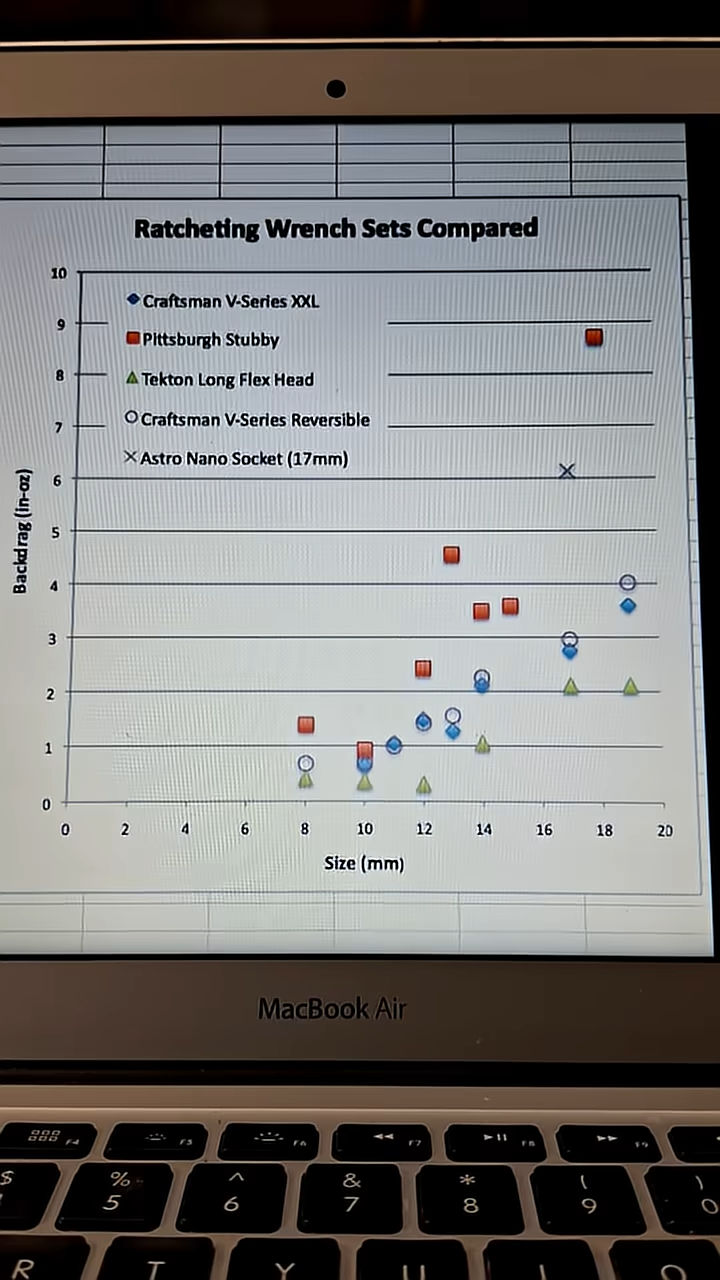 Ratcheting Wrench Sets Compared
10
9
8
7
6
5
4
3
2
1
0
Backdrag (in-oz)
Craftsman V-Series XXL
Pittsburgh Stubby
Tekton Long Flex Head
Craftsman V-Series Reversible
Astro Nano Socket (17mm)
0 2 4 6 8 10 12 14 16 18 20
Size (mm)
MacBook Air
F4 F5 F6 F7 F8 F9
$ % ^ & * ( )
5 6 7 8 9 0
R T Y U I O